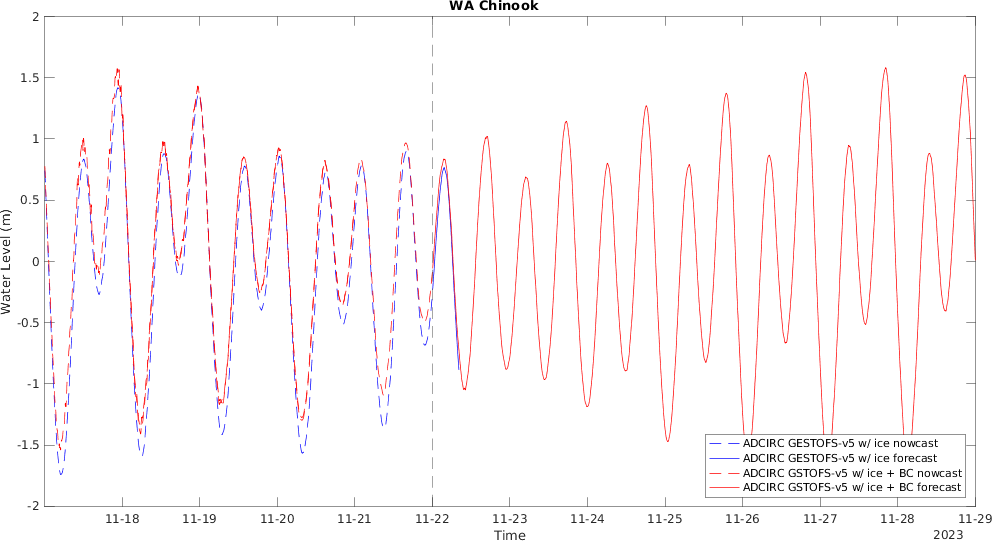 WA Chinook
2
1.5
1
0.5
0
-0.5
-1
-1.5
-2
Water Level (m)
ADCIRC GESTOFS-v5 w/ ice nowcast
ADCIRC GESTOFS-v5 w/ ice forecast
ADCIRC GSTOFS-v5 w/ ice + BC nowcast
ADCIRC GSTOFS-v5 w/ ice + BC forecast
11-18 11-19 11-20 11-21 11-22 11-23 11-24 11-25 11-26 11-27 11-28 11-29
Time
2023